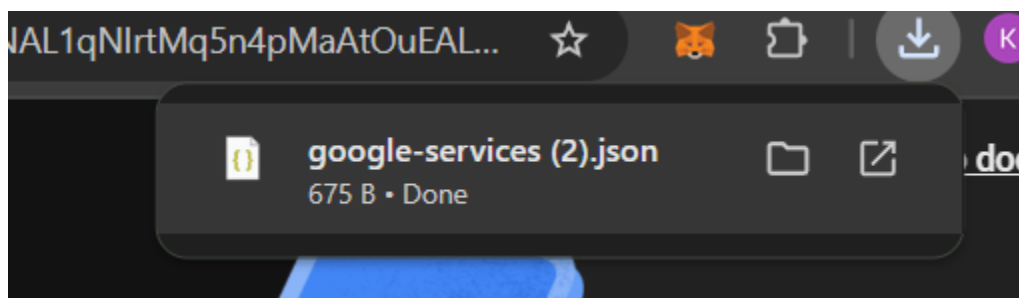 NAL1qNIrtMq5n4pMaAtOuEAL...
K
google-services (2).json
675 B • Done